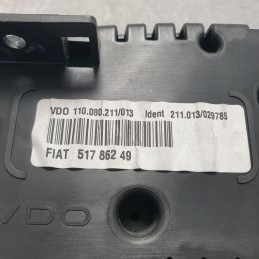 VDO 110.080.211/013 Ident 211.013/029785
FIAT 517 862 49
VDO